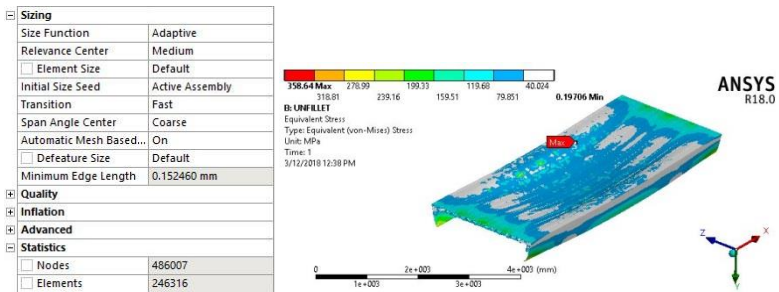 Sizing
Size Function Adaptive
Relevance Center Medium
Element Size Default
Initial Size Seed Active Assembly
Transition Fast
Span Angle Center Coarse
Automatic Mesh Based... On
Defeature Size Default
Minimum Edge Length 0.152460 mm
Quality
Inflation
Advanced
Statistics
Nodes 486007
Elements 246316
358.64 Max 278.99 199.33 119.68 40.024
318.81 239.16 159.51 79.851 0.19706 Min
B: UNFILLET
Equivalent Stress
Type: Equivalent (von-Mises) Stress
Unit: MPa
Time: 1
3/12/2018 12:38 PM
Max
ANSYS
R18.0
0 2e+003 4e+003 (mm)
1e+003 3e+003
Z X
Y